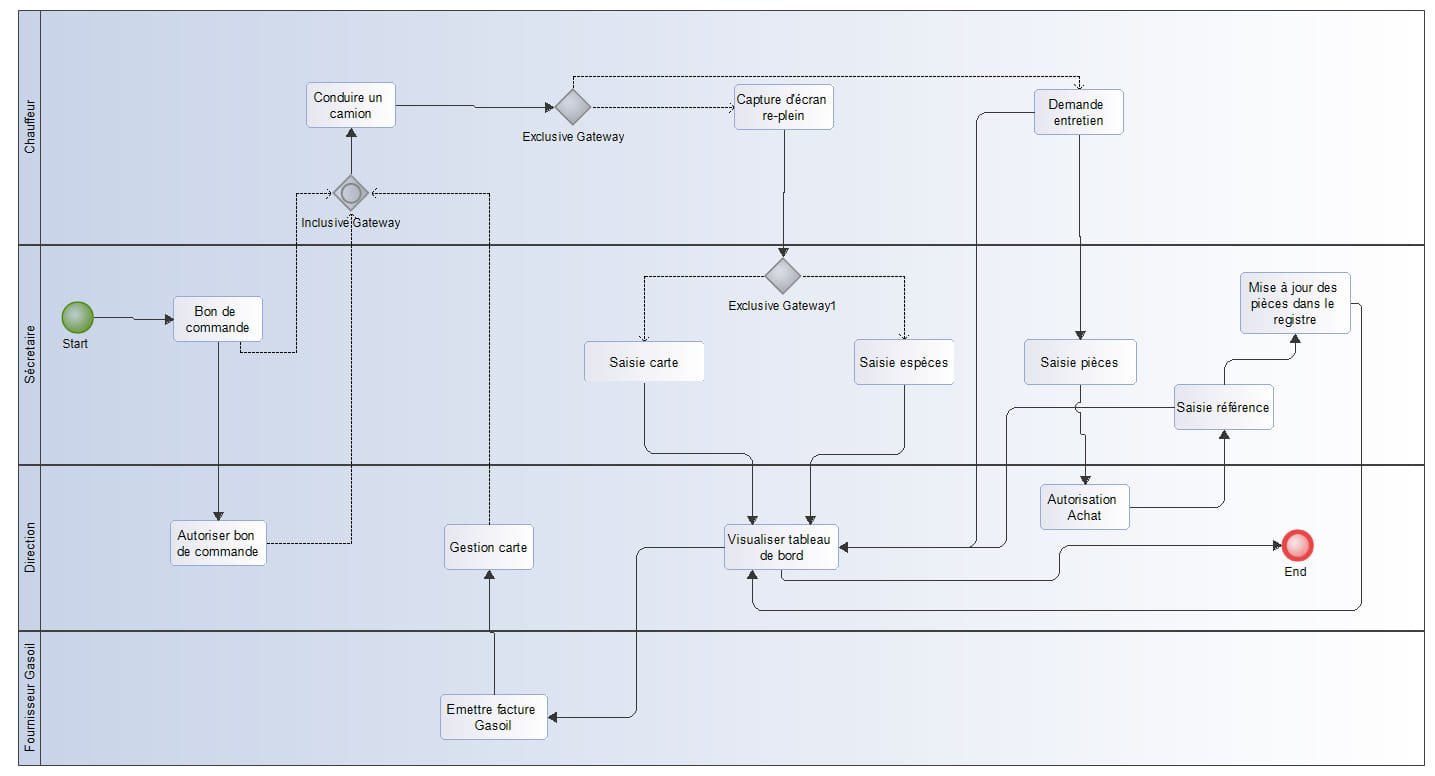 Chauffeur
Conduire un
camion
Exclusive Gateway
Capture d'écran
re-plein
Demande
entretien
Inclusive Gateway
Sécretaire
Start
Bon de
commande
Exclusive Gateway1
Saisie carte
Saisie espèces
Saisie pièces
Saisie référence
Mise à jour des
pièces dans le
registre
Direction
Autoriser bon
de commande
Gestion carte
Visualiser tableau
de bord
Autorisation
Achat
End
Fournisseur Gasoil
Emettre facture
Gasoil